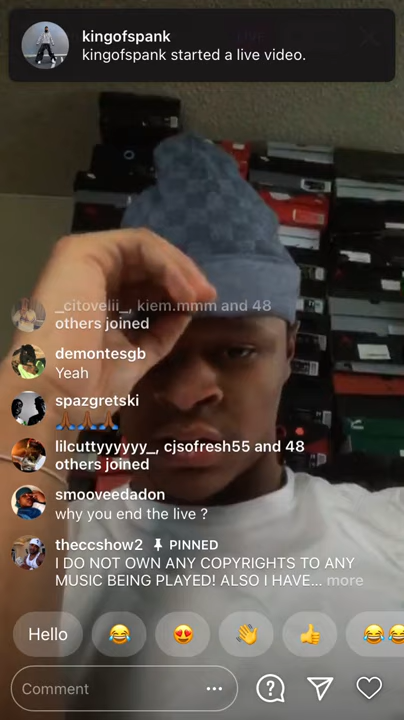 kingofspank
kingofspank started a live video.
_citovelii_, kiem.mmm and 48
others joined
demontesgb
Yeah
spazgretski
🙏🏾🙏🏾🙏🏾
lilcuttyyyyyy_, cjsofresh55 and 48
others joined
smooveedadon
why you end the live ?
theccshow2 PINNED
I DO NOT OWN ANY COPYRIGHTS TO ANY
MUSIC BEING PLAYED! ALSO I HAVE... more
Hello 😂 😍 👋 👍 😂😂
Comment